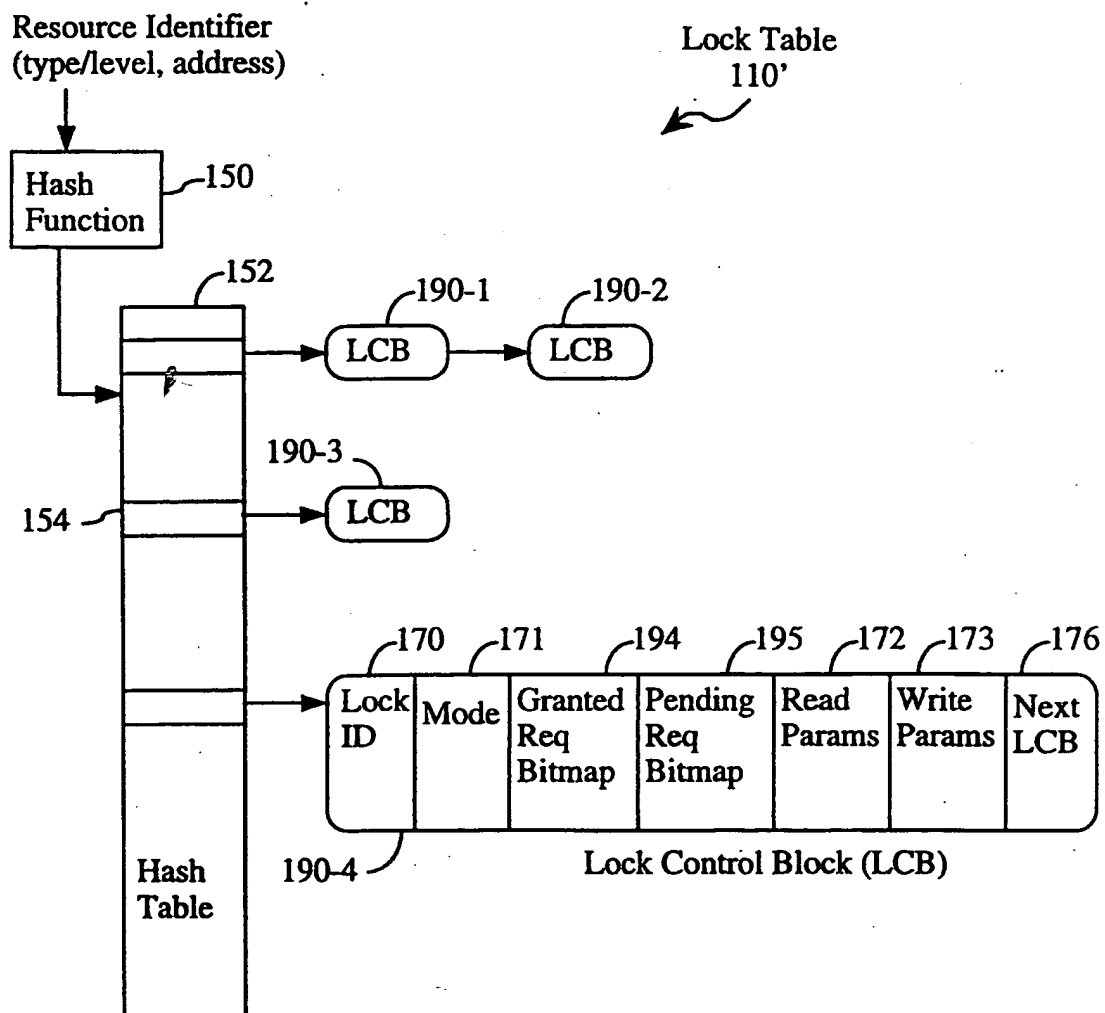 Resource Identifier
(type/level, address)
Lock Table
110'
Hash
Function
150
152
190-1
190-2
LCB
LCB
190-3
LCB
154
170
171
194
195
172
173
176
Lock
ID
Mode
Granted
Req
Bitmap
Pending
Req
Bitmap
Read
Params
Write
Params
Next
LCB
190-4
Lock Control Block (LCB)
Hash
Table